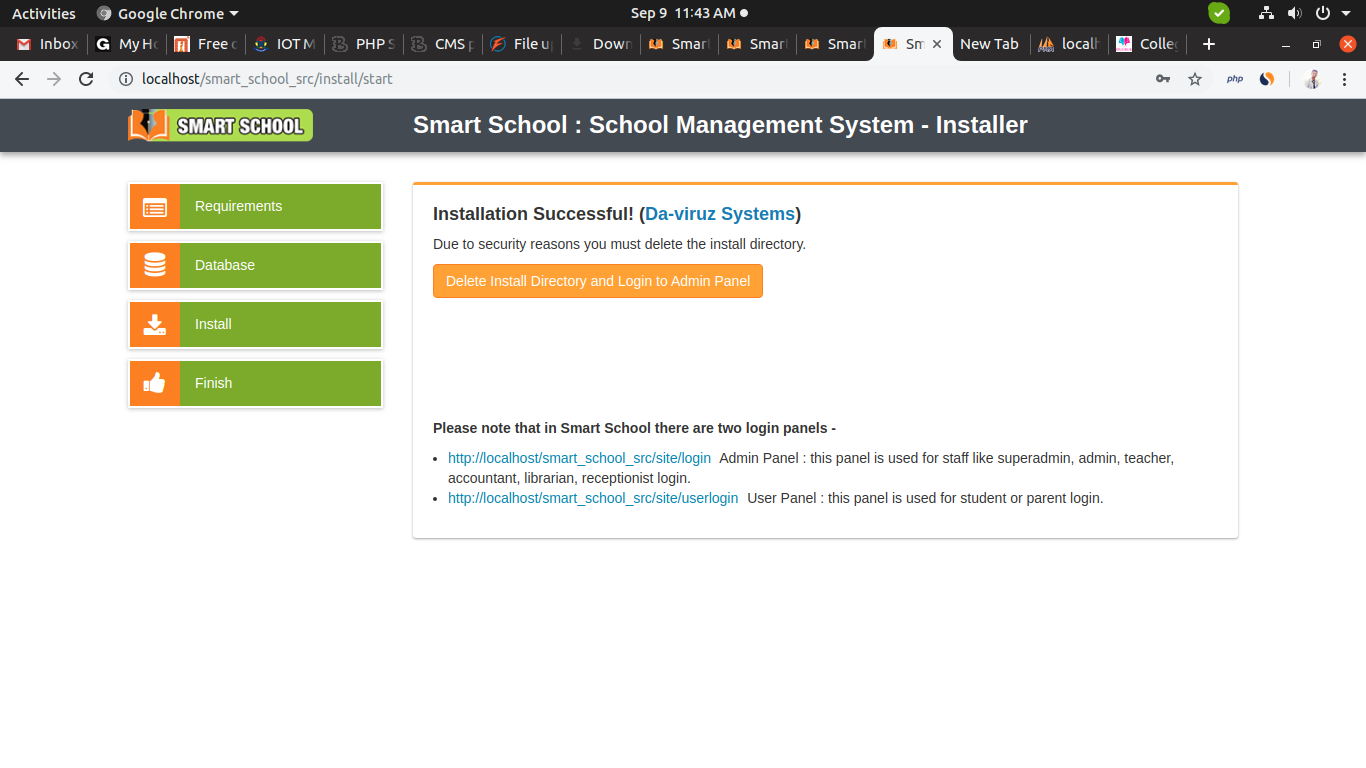 Activities Google Chrome Sep 9 11:43 AM
Inbox My Ho Free c IOT M PHP S CMS p File up Down Smart Smart Smart Sm New Tab localh Colleg
localhost/smart_school_src/install/start php
SMART SCHOOL Smart School : School Management System - Installer
Requirements
Database
Install
Finish
Installation Successful! (Da-viruz Systems)
Due to security reasons you must delete the install directory.
Delete Install Directory and Login to Admin Panel
Please note that in Smart School there are two login panels -
http://localhost/smart_school_src/site/login Admin Panel : this panel is used for staff like superadmin, admin, teacher,
accountant, librarian, receptionist login.
http://localhost/smart_school_src/site/userlogin User Panel : this panel is used for student or parent login.